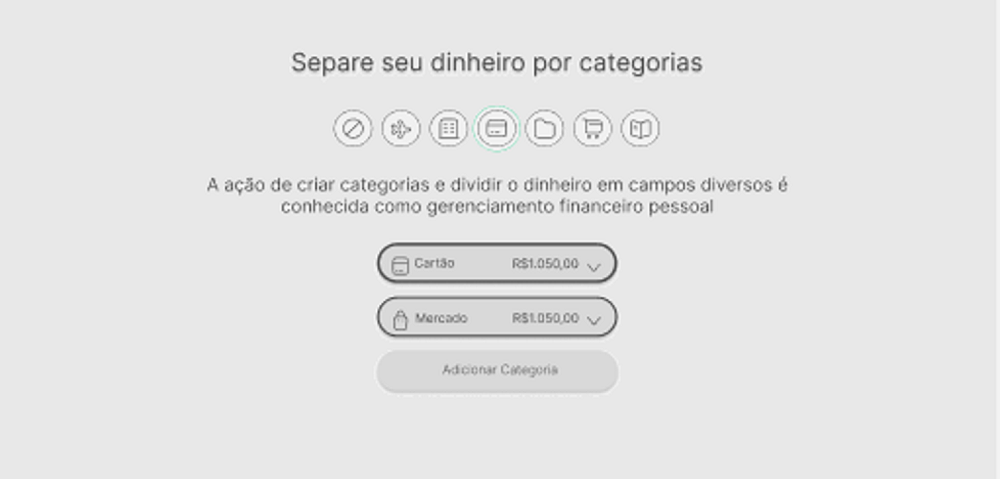 Separe seu dinheiro por categorias
A ação de criar categorias e dividir o dinheiro em campos diversos é
conhecida como gerenciamento financeiro pessoal
Cartão R$1.050,00
Mercado R$1.050,00
Adicionar Categoria